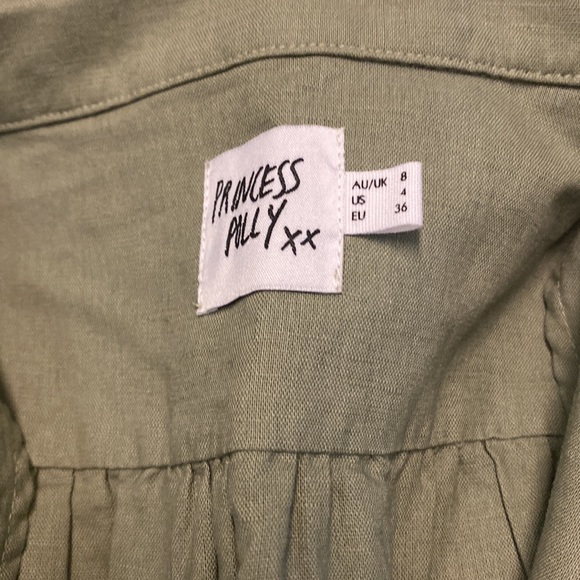 PRINCESS
POLLY xx
AU/UK 8
US 4
EU 36